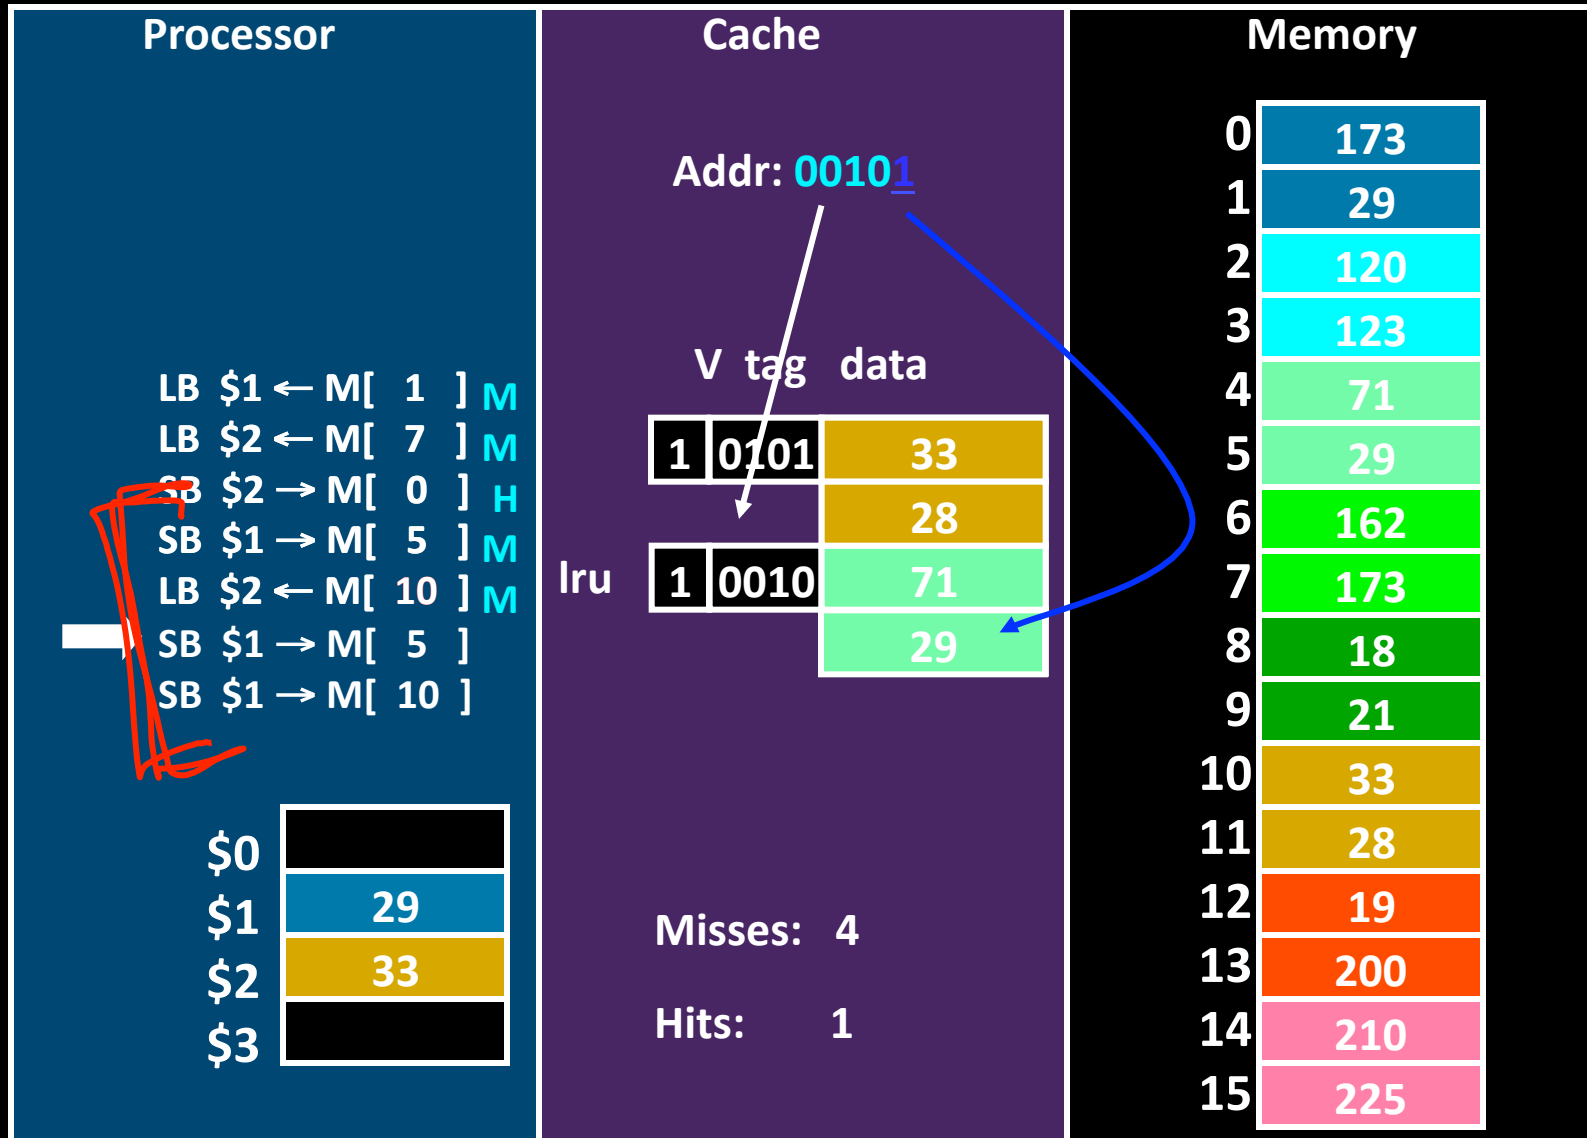 Processor
LB $1 ← M[ 1 ] M
LB $2 ← M[ 7 ] M
SB $2 → M[ 0 ] H
SB $1 → M[ 5 ] M
LB $2 ← M[ 10 ] M
SB $1 → M[ 5 ]
SB $1 → M[ 10 ]
$0
$1 29
$2 33
$3
Cache
Addr: 00101
V tag data
1 0101 33
28
lru 1 0010 71
29
Misses: 4
Hits: 1
Memory
0 173
1 29
2 120
3 123
4 71
5 29
6 162
7 173
8 18
9 21
10 33
11 28
12 19
13 200
14 210
15 225